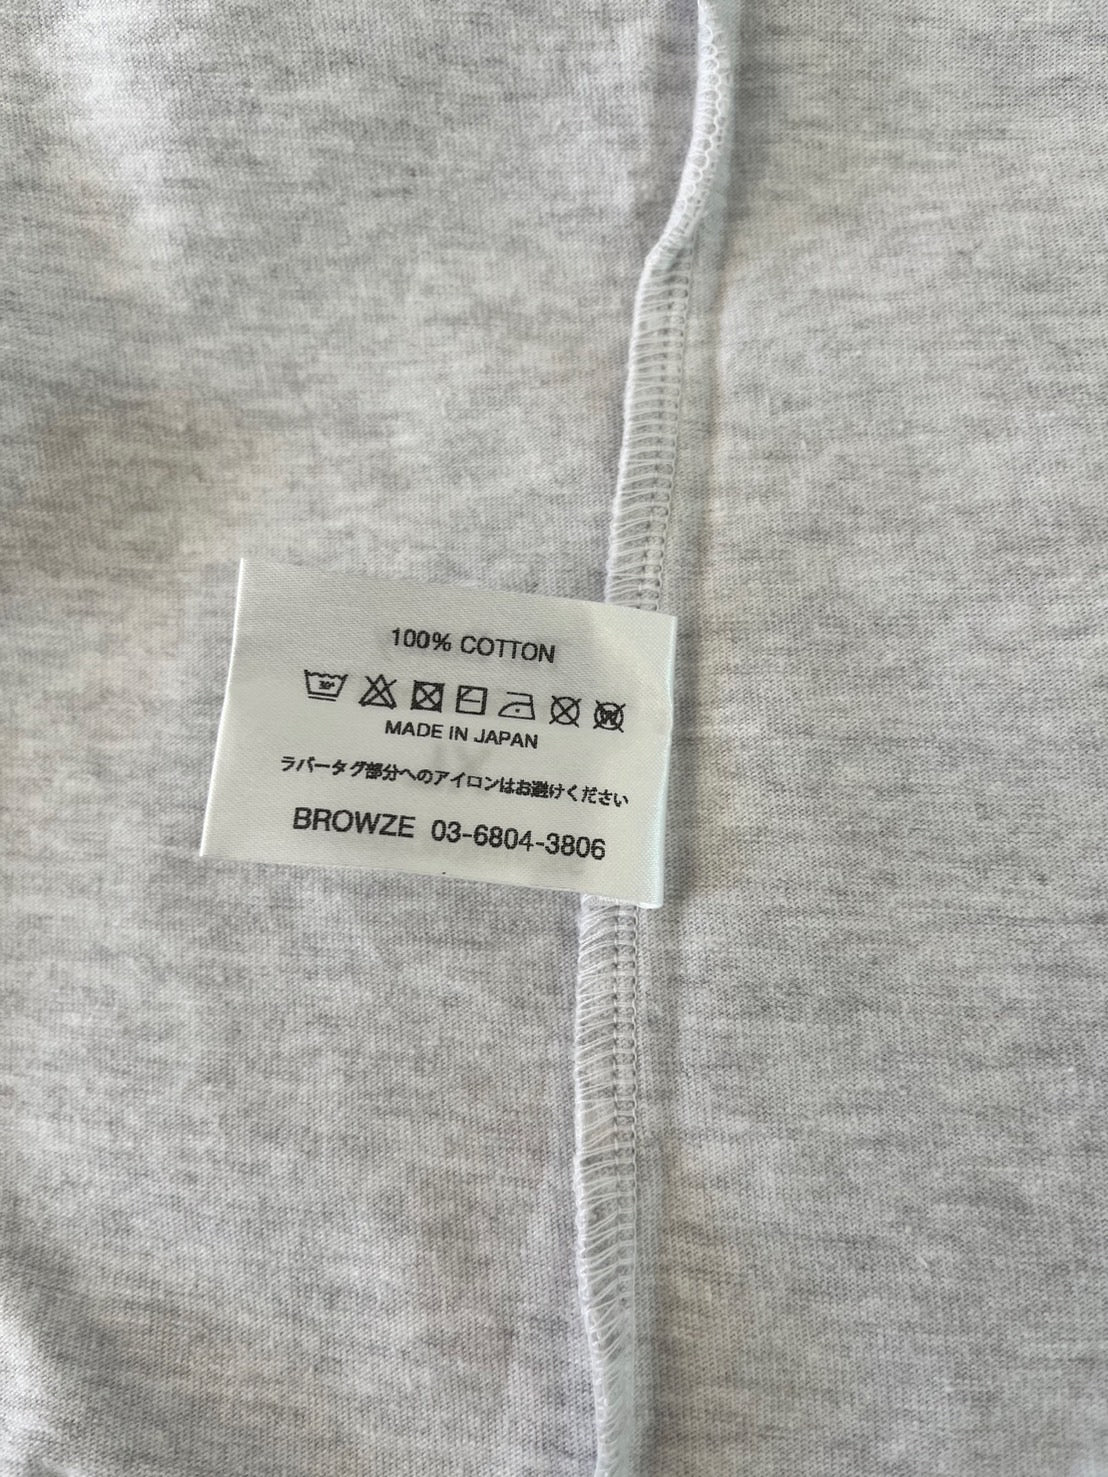 100% COTTON
30°
W
MADE IN JAPAN
ラバータグ部分へのアイロンはお避けください
BROWZE 03-6804-3806